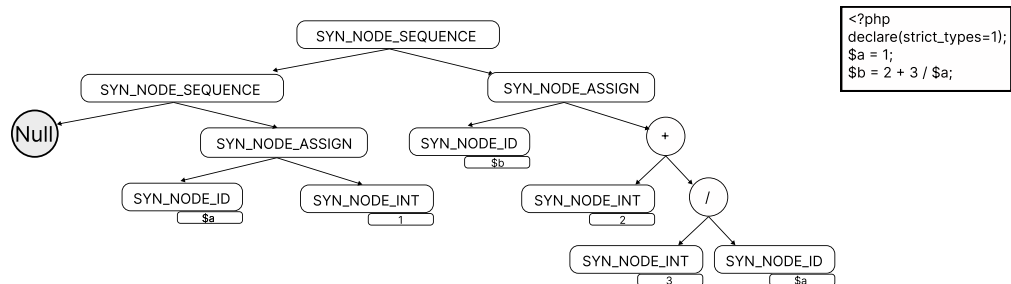 SYN_NODE_SEQUENCE
<?php
declare(strict_types=1);
$a = 1;
$b = 2 + 3 / $a;
SYN_NODE_SEQUENCE
SYN_NODE_ASSIGN
Null
SYN_NODE_ASSIGN
SYN_NODE_ID
$b
+
SYN_NODE_ID
$a
SYN_NODE_INT
1
SYN_NODE_INT
2
/
SYN_NODE_INT
3
SYN_NODE_ID
$a